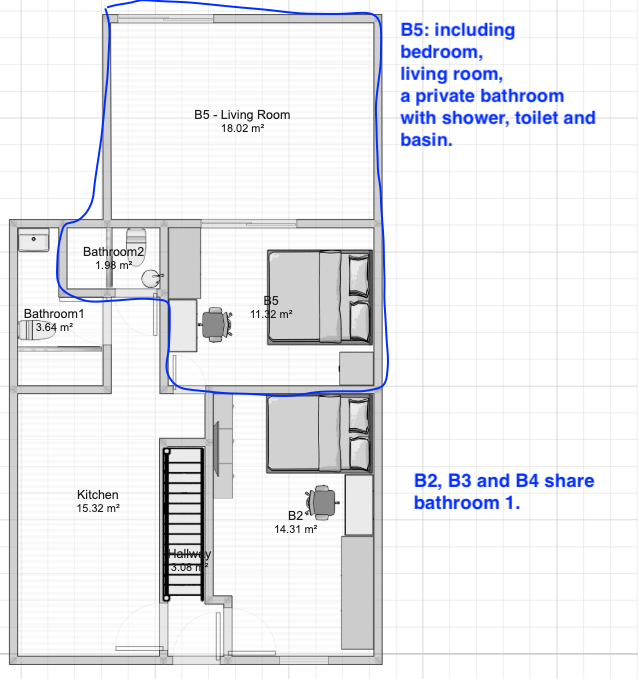 B5: including
bedroom,
living room,
a private bathroom
with shower, toilet and
basin.
B5 - Living Room
18.02 m²
Bathroom2
1.98 m²
B5
11.32 m²
Bathroom1
3.64 m²
Kitchen
15.32 m²
B2
14.31 m²
Hallway
3.08 m²
B2, B3 and B4 share
bathroom 1.